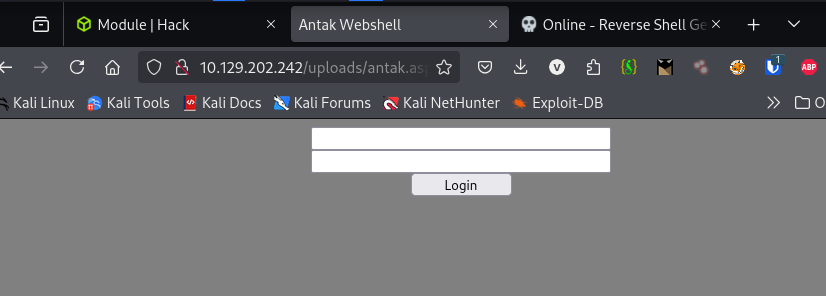 Module | Hack
Antak Webshell
Online - Reverse Shell Ge
10.129.202.242/uploads/antak.as
1
ABP
Kali Linux
Kali Tools
Kali Docs
Kali Forums
Kali NetHunter
Exploit-DB
O
Login